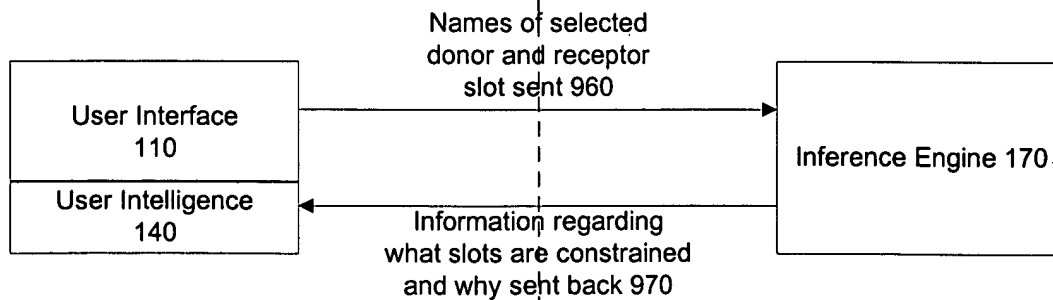 Names of selected
donor and receptor
slot sent 960
User Interface
110
Inference Engine 170
User Intelligence
140
Information regarding
what slots are constrained
and why sent back 970